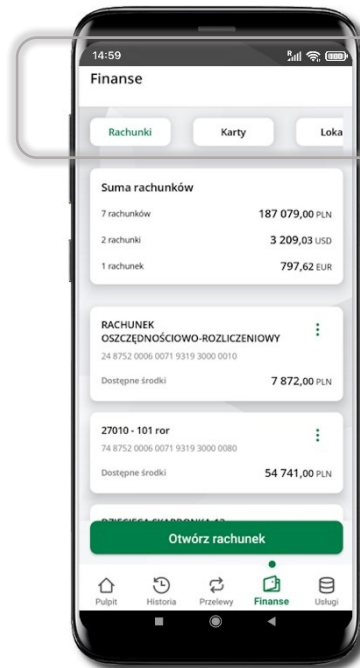 14:59
Finanse
Rachunki Karty Loka
Suma rachunków
7 rachunków 187 079,00 PLN
2 rachunki 3 209,03 USD
1 rachunek 797,62 EUR
RACHUNEK
OSZCZĘDNOŚCIOWO-ROZLICZENIOWY
24 8752 0006 0071 9319 3000 0010
Dostępne środki 7 872,00 PLN
27010 - 101 ror
74 8752 0006 0071 9319 3000 0080
Dostępne środki 54 741,00 PLN
Otwórz rachunek
Pulpit Historia Przelewy Finanse Usługi